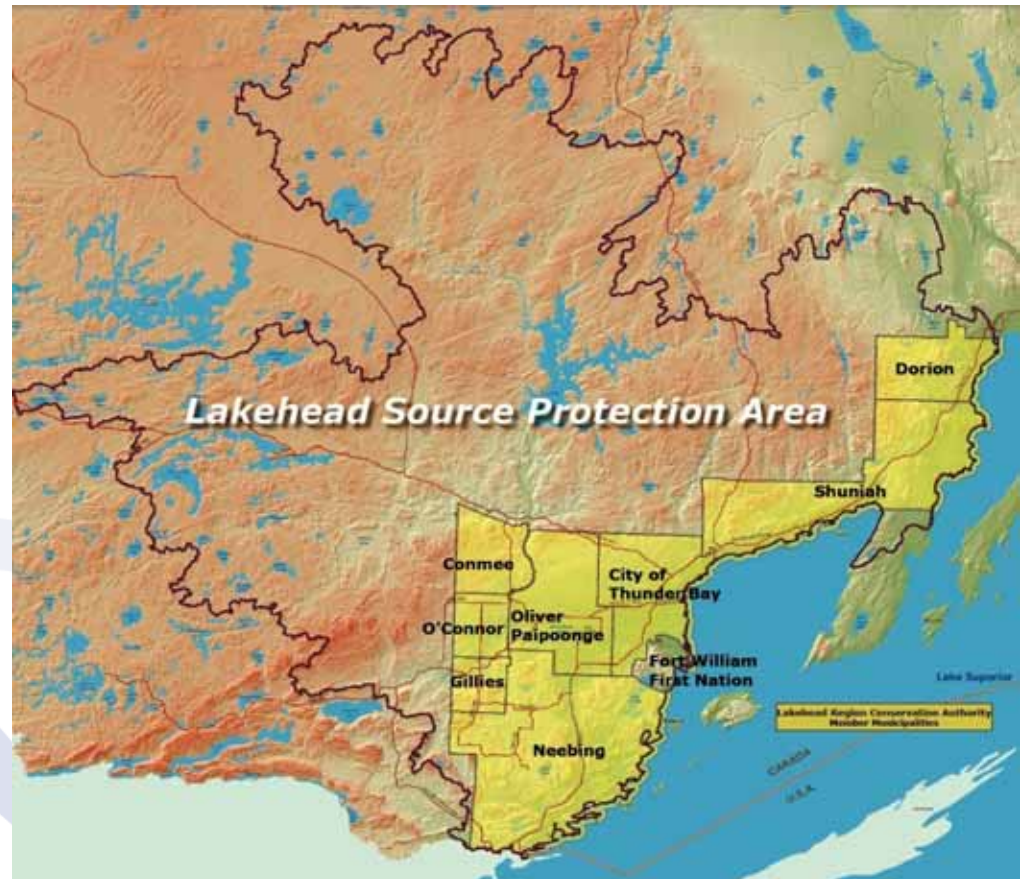 Dorion
Lakehead Source Protection Area
Shuniah
Conmee
City of
Thunder Bay
O'Connor
Oliver
Paipoonge
Fort William
First Nation
Gillies
Lake Superior
Lakehead Region Conservation Authority
Member Municipalities
Neebing
CANADA
U.S.A.